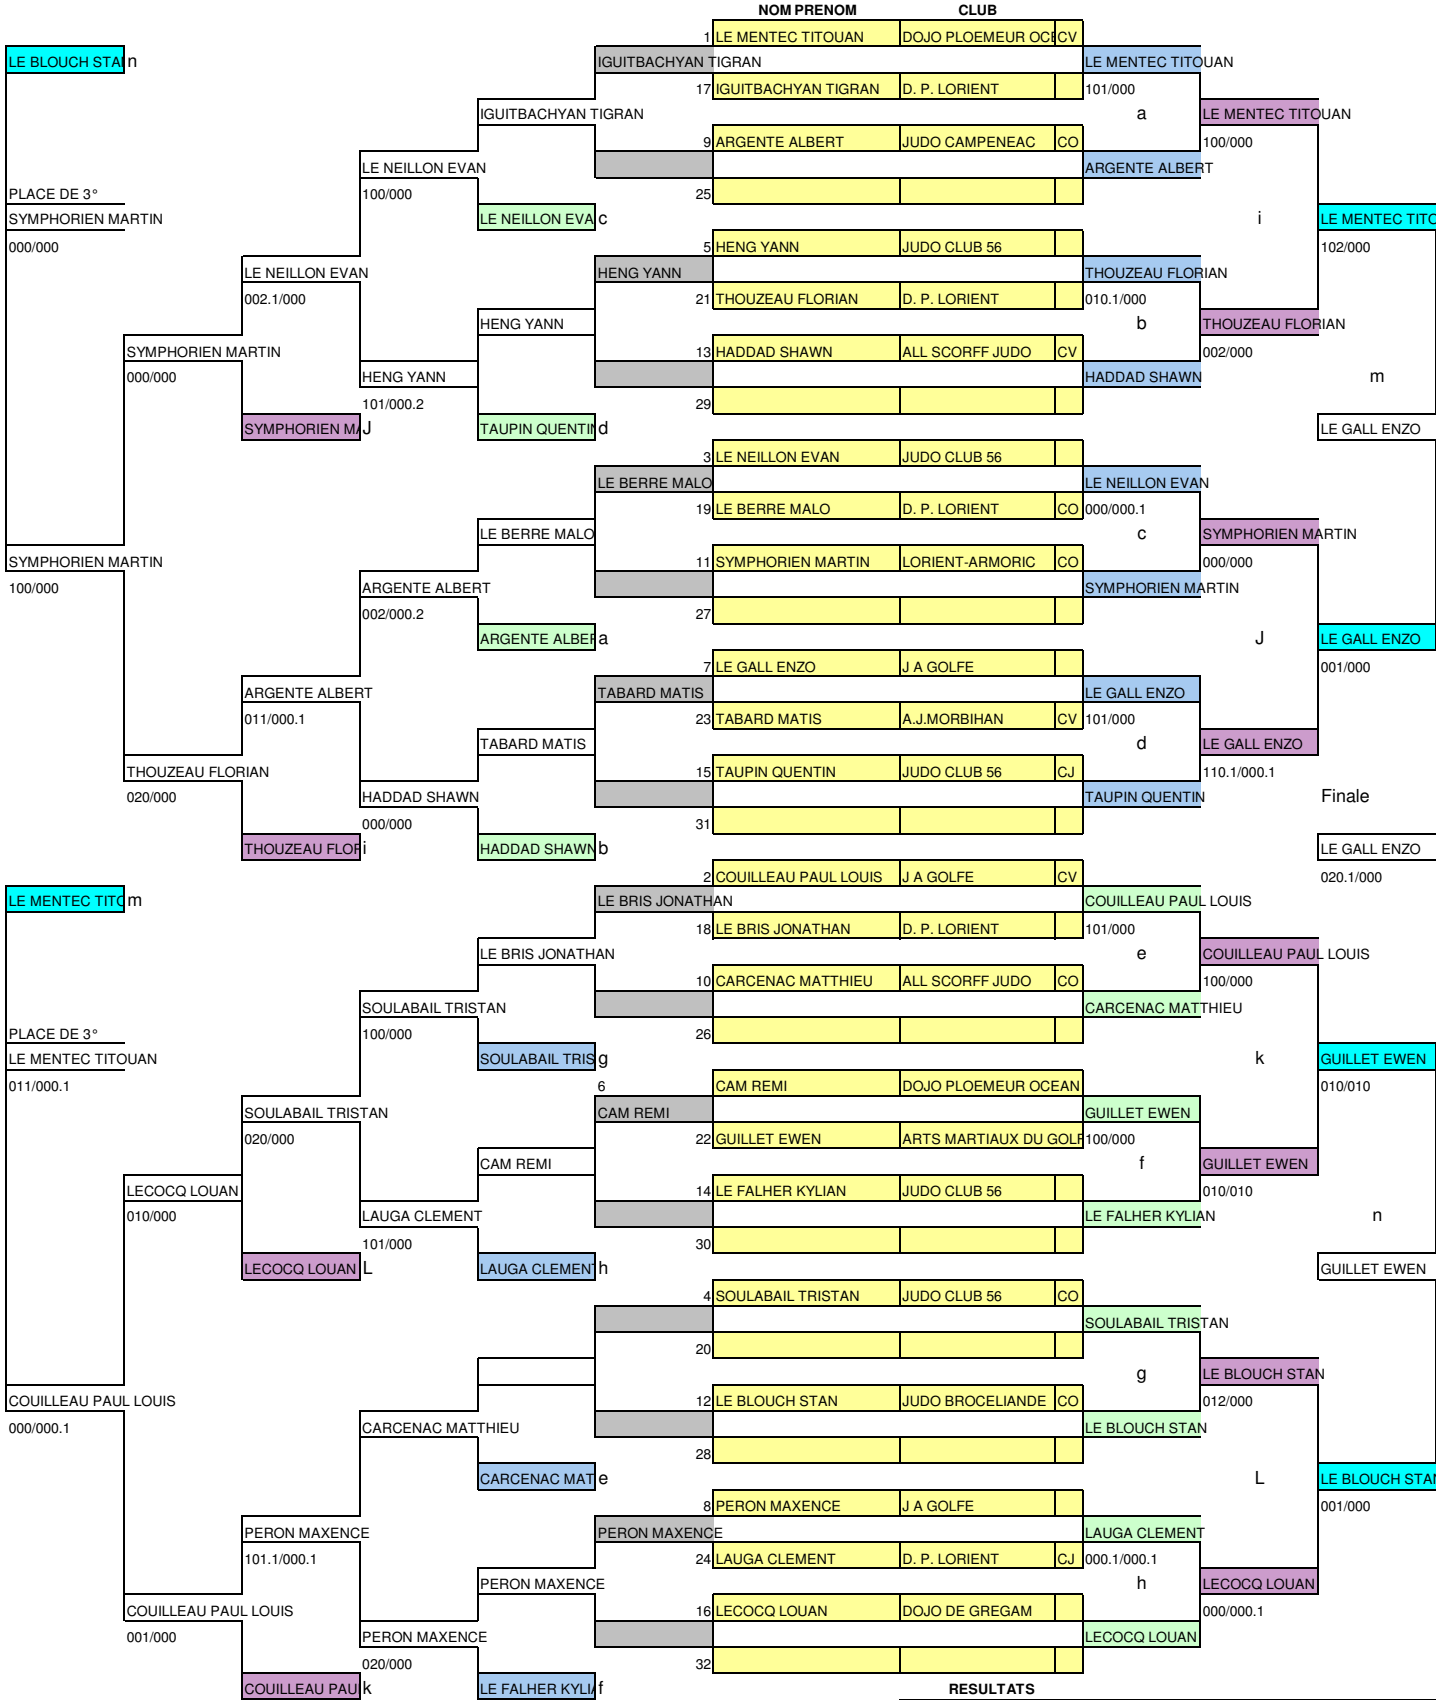 NOM PRENOM CLUB
1 LE MENTEC TITOUAN DOJO PLOEMEUR OCE CV
LE BLOUCH STA n IGUITBACHYAN TIGRAN LE MENTEC TITOUAN
17 IGUITBACHYAN TIGRAN D. P. LORIENT 101/000
IGUITBACHYAN TIGRAN a LE MENTEC TITOUAN
9 ARGENTE ALBERT JUDO CAMPENEAC CO 100/000
LE NEILLON EVAN ARGENTE ALBERT
PLACE DE 3° 100/000 25
SYMPHORIEN MARTIN LE NEILLON EVA c i LE MENTEC TITO
000/000 5 HENG YANN JUDO CLUB 56 102/000
LE NEILLON EVAN HENG YANN THOUZEAU FLORIAN
002.1/000 21 THOUZEAU FLORIAN D. P. LORIENT 010.1/000
HENG YANN b THOUZEAU FLORIAN
SYMPHORIEN MARTIN 13 HADDAD SHAWN ALL SCORFF JUDO CV 002/000
000/000 HENG YANN HADDAD SHAWN m
101/000.2 29
SYMPHORIEN MA J TAUPIN QUENTIN d LE GALL ENZO
3 LE NEILLON EVAN JUDO CLUB 56
LE BERRE MALO LE NEILLON EVAN
19 LE BERRE MALO D. P. LORIENT CO 000/000.1
LE BERRE MALO c SYMPHORIEN MARTIN
SYMPHORIEN MARTIN 11 SYMPHORIEN MARTIN LORIENT-ARMORIC CO 000/000
100/000 ARGENTE ALBERT SYMPHORIEN MARTIN
002/000.2 27
ARGENTE ALBER a J LE GALL ENZO
7 LE GALL ENZO J A GOLFE 001/000
ARGENTE ALBERT TABARD MATIS LE GALL ENZO
011/000.1 23 TABARD MATIS A.J.MORBIHAN CV 101/000
TABARD MATIS d LE GALL ENZO
THOUZEAU FLORIAN 15 TAUPIN QUENTIN JUDO CLUB 56 CJ 110.1/000.1
020/000 HADDAD SHAWN TAUPIN QUENTIN Finale
000/000 31
THOUZEAU FLOR i HADDAD SHAWN b LE GALL ENZO
2 COUILLEAU PAUL LOUIS J A GOLFE CV 020.1/000
LE MENTEC TITO m LE BRIS JONATHAN COUILLEAU PAUL LOUIS
18 LE BRIS JONATHAN D. P. LORIENT 101/000
LE BRIS JONATHAN e COUILLEAU PAUL LOUIS
10 CARCENAC MATTHIEU ALL SCORFF JUDO CO 100/000
SOULABAIL TRISTAN CARCENAC MATTHIEU
PLACE DE 3° 100/000 26
LE MENTEC TITOUAN SOULABAIL TRIS g k GUILLET EWEN
011/000.1 6 CAM REMI DOJO PLOEMEUR OCEAN 010/010
SOULABAIL TRISTAN CAM REMI GUILLET EWEN
020/000 22 GUILLET EWEN ARTS MARTIAUX DU GOLF 100/000
CAM REMI f GUILLET EWEN
LECOCQ LOUAN 14 LE FALHER KYLIAN JUDO CLUB 56 010/010
010/000 LAUGA CLEMENT LE FALHER KYLIAN n
101/000 30
LECOCQ LOUAN L LAUGA CLEMENT h GUILLET EWEN
4 SOULABAIL TRISTAN JUDO CLUB 56 CO
SOULABAIL TRISTAN
20
g LE BLOUCH STAN
COUILLEAU PAUL LOUIS 12 LE BLOUCH STAN JUDO BROCELIANDE CO 012/000
000/000.1 CARCENAC MATTHIEU LE BLOUCH STAN
28
CARCENAC MAT e L LE BLOUCH STAN
8 PERON MAXENCE J A GOLFE 001/000
PERON MAXENCE PERON MAXENCE LAUGA CLEMENT
101.1/000.1 24 LAUGA CLEMENT D. P. LORIENT CJ 000.1/000.1
PERON MAXENCE h LECOCQ LOUAN
COUILLEAU PAUL LOUIS 16 LECOCQ LOUAN DOJO DE GREGAM 000/000.1
001/000 PERON MAXENCE LECOCQ LOUAN
020/000 32
COUILLEAU PAU k LE FALHER KYLIA f RESULTATS